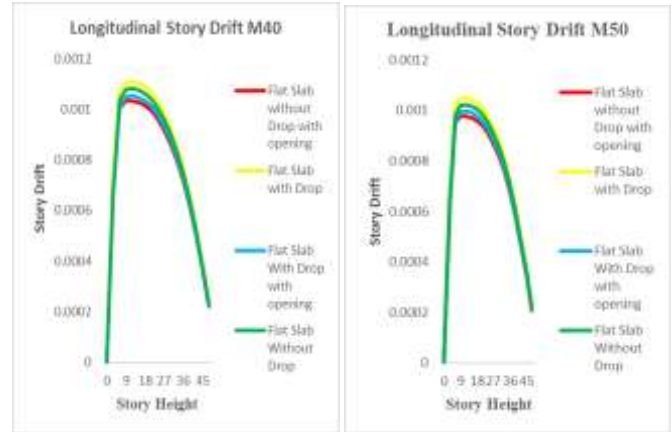 Longitudinal Story Drift M40
0.0012
0.001
0.0008
0.0006
0.0004
0.0002
0
Story Drift
0 9 18 27 36 45
Story Height
Flat Slab
without
Drop with
opening
Flat Slab
with Drop
Flat Slab
With Drop
with
opening
Flat Slab
Without
Drop
Longitudinal Story Drift M50
0.0012
0.001
0.0008
0.0006
0.0004
0.0002
0
Story Drift
0 9 18 27 36 45
Story Height
Flat Slab
without
Drop with
opening
Flat Slab
with Drop
Flat Slab
With Drop
with
opening
Flat Slab
Without
Drop